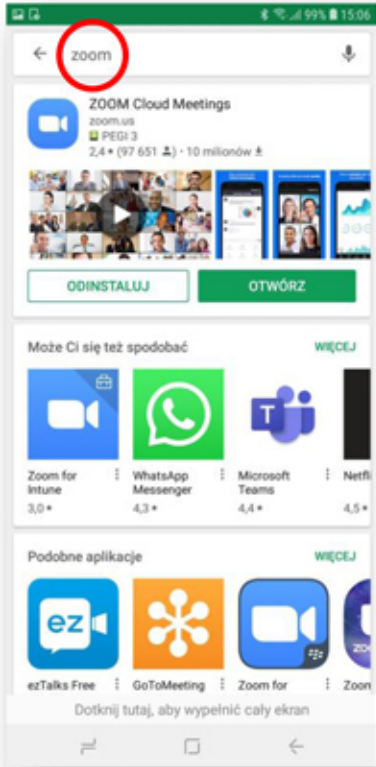 99% 15:06
zoom
ZOOM Cloud Meetings
zoom.us
PEGI 3
2,4 ★ (97 651) • 10 milionów
ODINSTALUJ OTWÓRZ
Może Ci się też spodobać WIĘCEJ
T
Zoom for Intune
3,0 ★
WhatsApp Messenger
4,3 ★
Microsoft Teams
4,4 ★
Netfli
4,5 ★
Podobne aplikacje WIĘCEJ
ez
ezTalks Free GoToMeeting Zoom for Zoom
Dotknij tutaj, aby wypełnić cały ekran